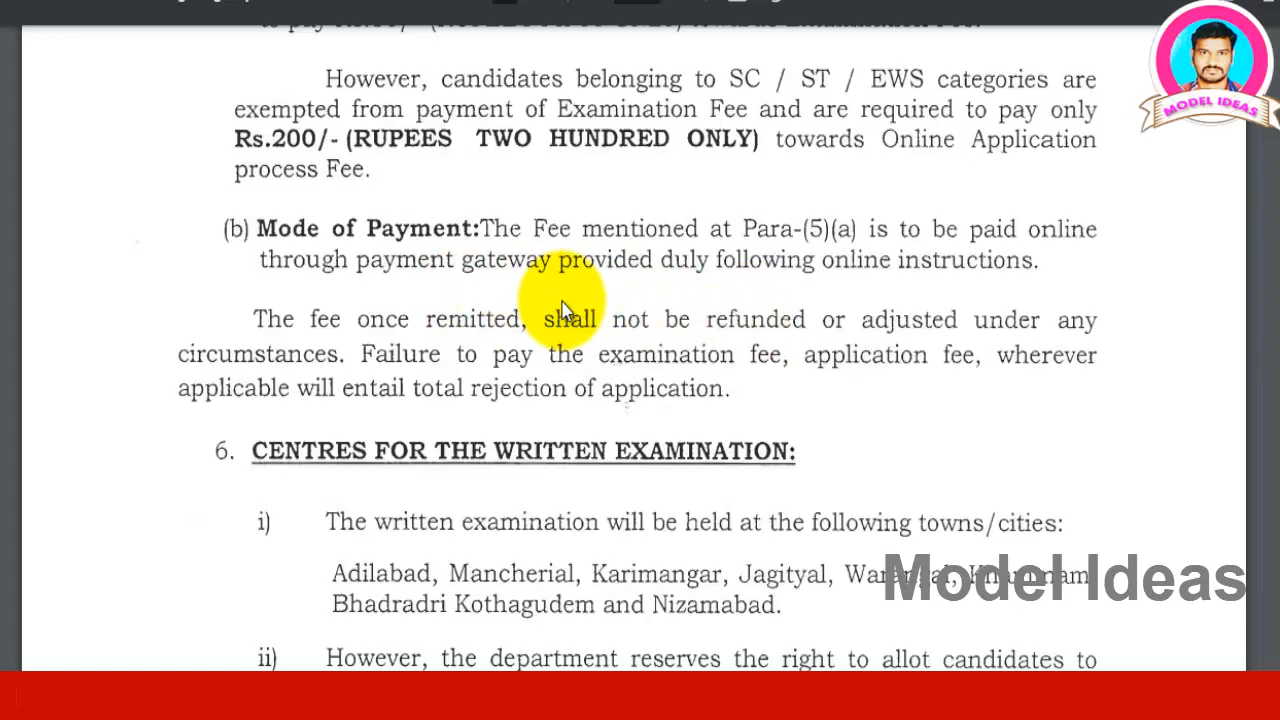 However, candidates belonging to SC / ST / EWS categories are
exempted from payment of Examination Fee and are required to pay only
Rs.200/- (RUPEES TWO HUNDRED ONLY) towards Online Application
process Fee.
(b) Mode of Payment:The Fee mentioned at Para-(5)(a) is to be paid online
through payment gateway provided duly following online instructions.
The fee once remitted, shall not be refunded or adjusted under any
circumstances. Failure to pay the examination fee, application fee, wherever
applicable will entail total rejection of application.
6. CENTRES FOR THE WRITTEN EXAMINATION:
i) The written examination will be held at the following towns/cities:
Adilabad, Mancherial, Karimangar, Jagityal, Warangal, Khammam,
Bhadradri Kothagudem and Nizamabad.
ii) However, the department reserves the right to allot candidates to
MODEL IDEAS
Model Ideas